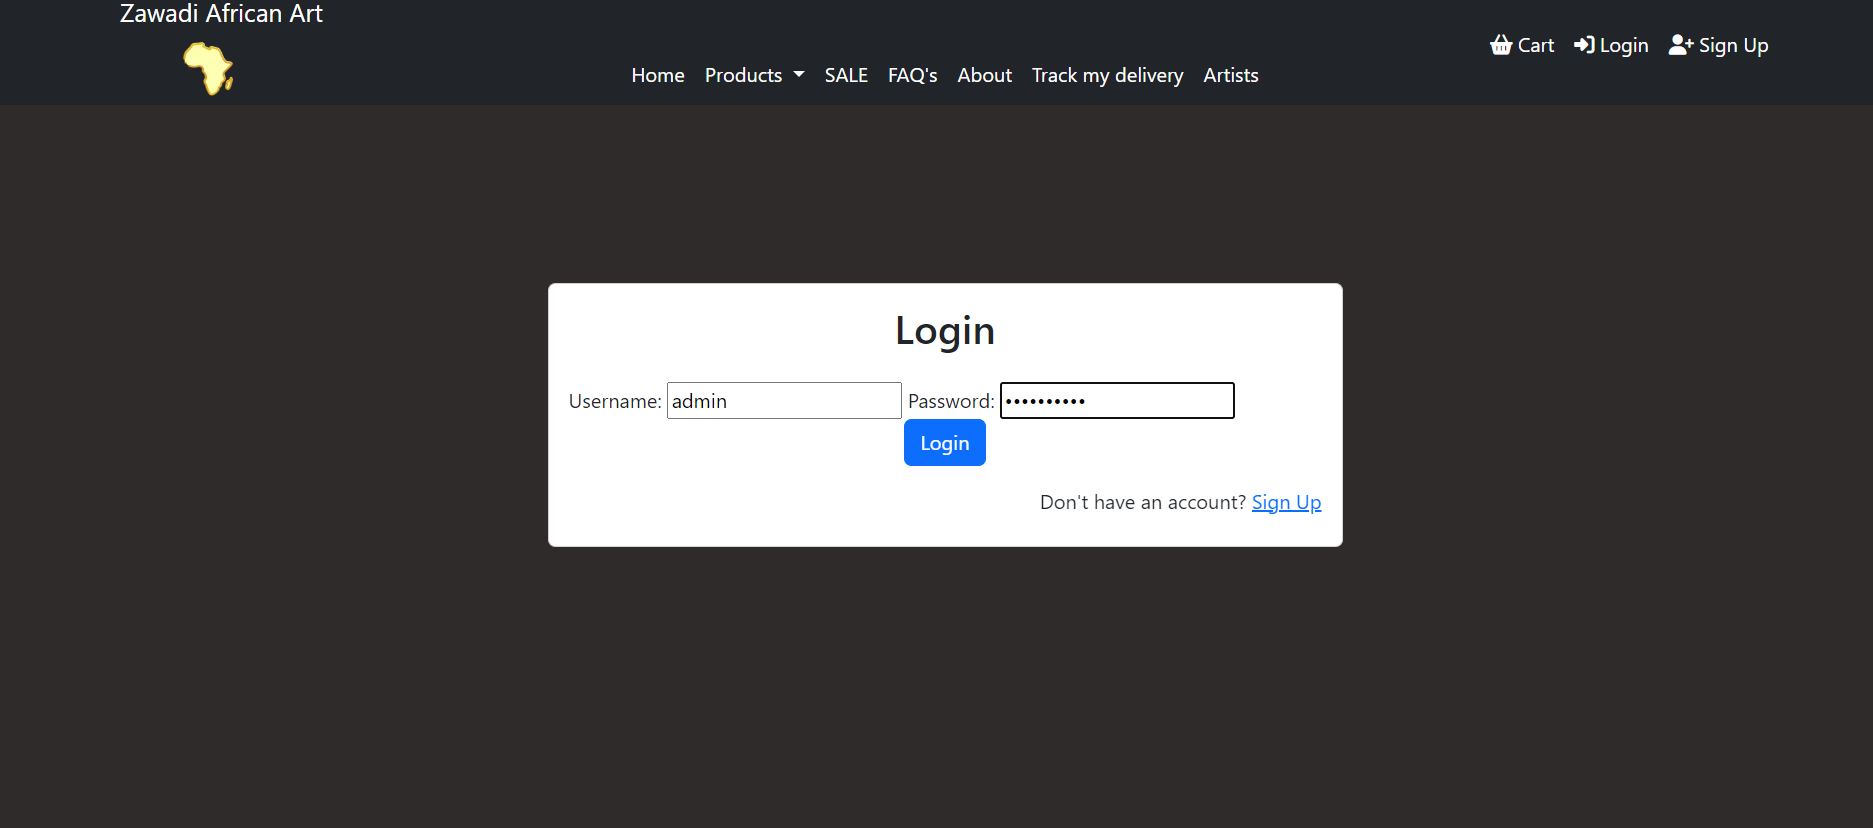 Zawadi African Art
Cart Login Sign Up
Home Products SALE FAQ's About Track my delivery Artists
Login
Username: admin Password: ••••••••••
Login
Don't have an account? Sign Up